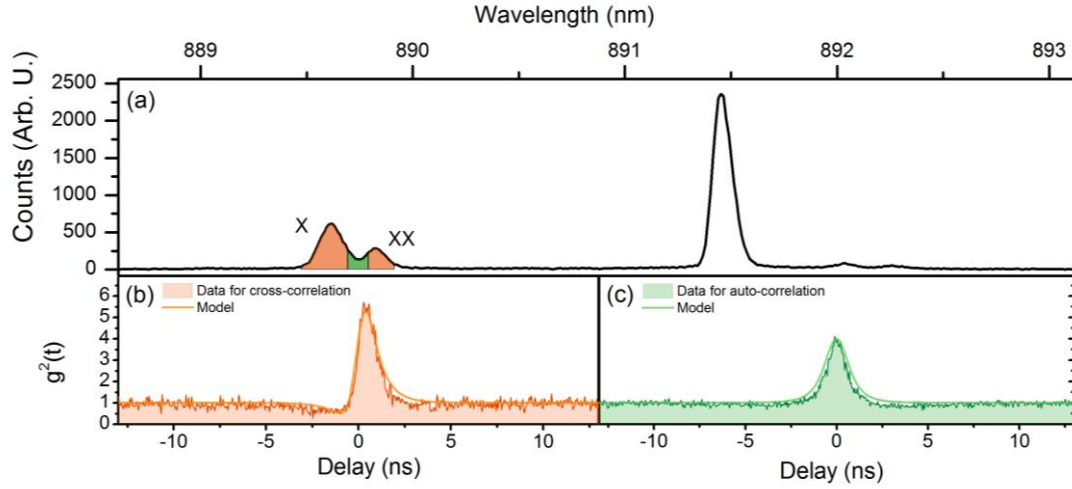 Wavelength (nm)
889 890 891 892 893
Counts (Arb. U.)
2500
2000
1500
1000
500
0
(a)
X
XX
(b)
Data for cross-correlation
Model
g²(t)
6
5
4
3
2
1
0
-10 -5 0 5 10
Delay (ns)
(c)
Data for auto-correlation
Model
-10 -5 0 5 10
Delay (ns)